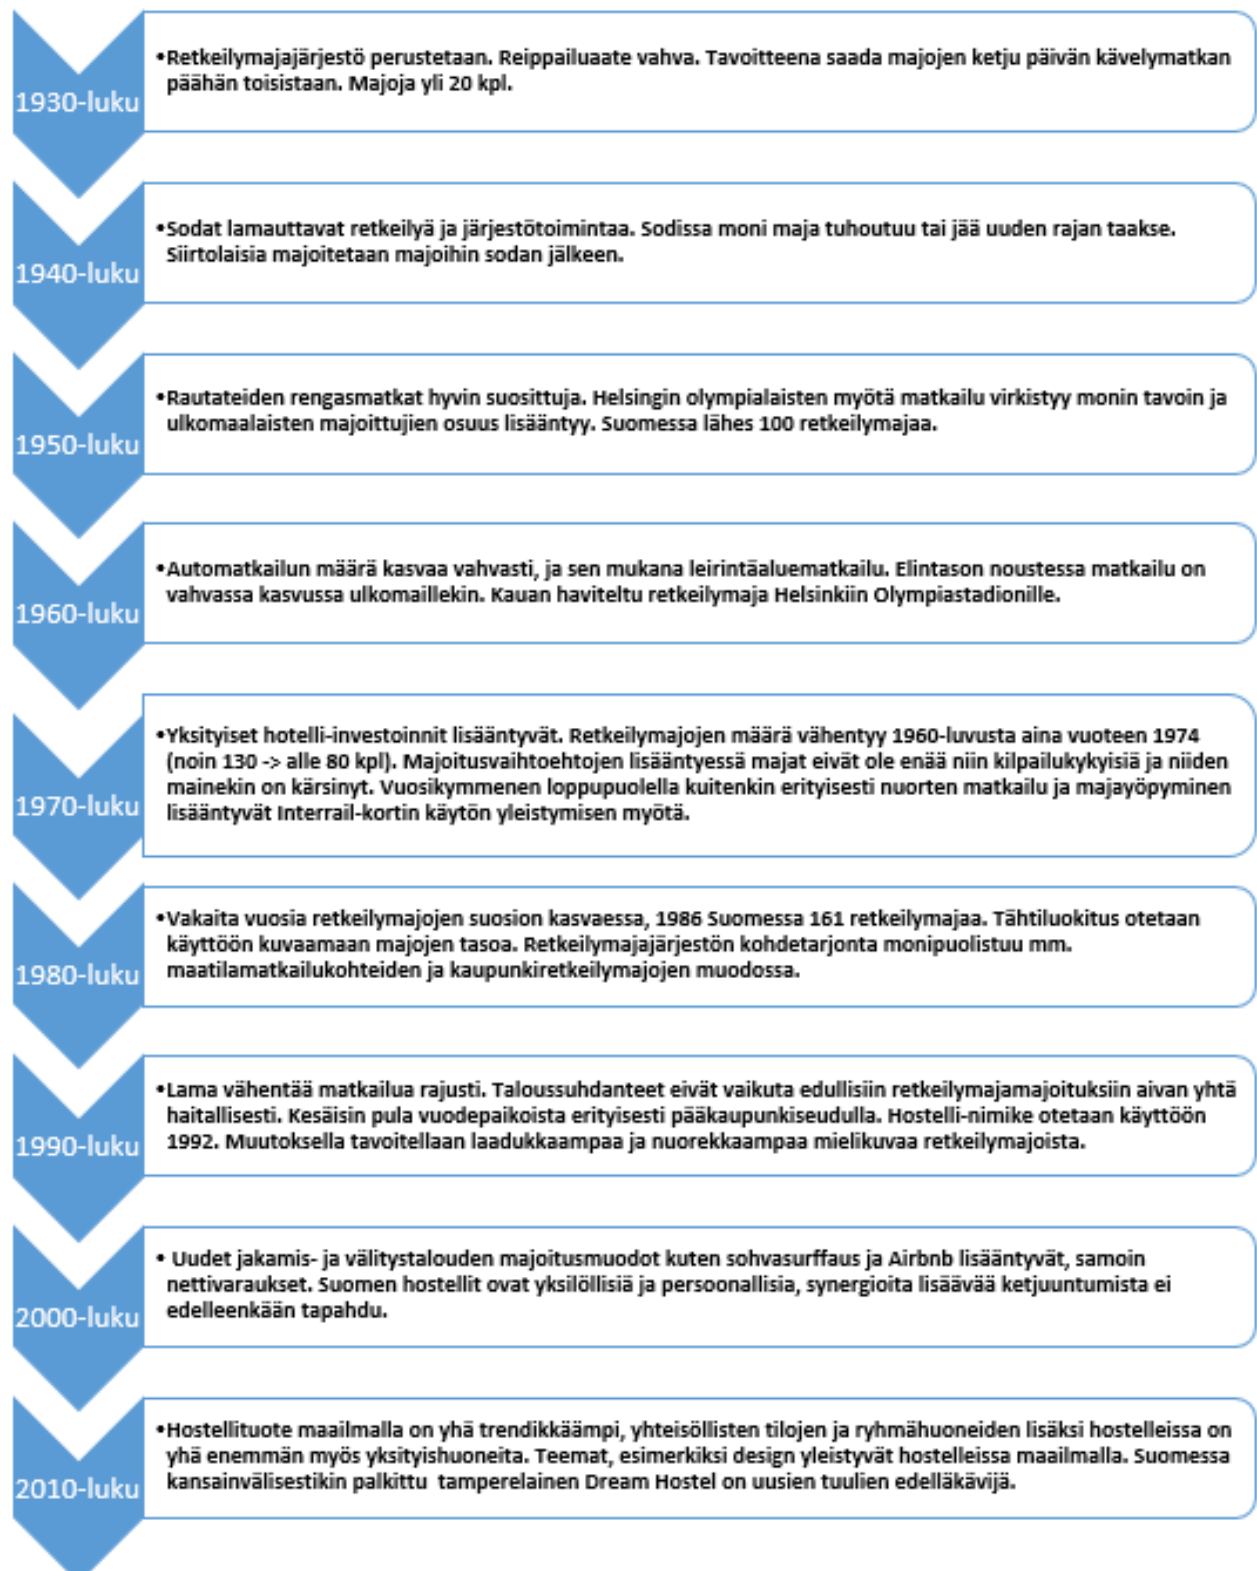 1930-luku
•Retkeilymajajärjestö perustetaan. Reippailuaate vahva. Tavoitteena saada majojen ketju päivän kävelymatkan
päähän toisistaan. Majoja yli 20 kpl.
1940-luku
•Sodat lamauttavat retkeilyä ja järjestötoimintaa. Sodissa moni maja tuhoutuu tai jää uuden rajan taakse.
Siirtolaisia majoitetaan majoihin sodan jälkeen.
1950-luku
•Rautateiden rengasmatkat hyvin suosittuja. Helsingin olympialaisten myötä matkailu virkistyy monin tavoin ja
ulkomaalaisten majoittujien osuus lisääntyy. Suomessa lähes 100 retkeilymajaa.
1960-luku
•Automatkailun määrä kasvaa vahvasti, ja sen mukana leirintäaluematkailu. Elintason noustessa matkailu on
vahvassa kasvussa ulkomaillekin. Kauan haviteltu retkeilymaja Helsinkiin Olympiastadionille.
1970-luku
•Yksityiset hotelli-investoinnit lisääntyvät. Retkeilymajojen määrä vähentyy 1960-luvusta aina vuoteen 1974
(noin 130 -> alle 80 kpl). Majoitusvaihtoehtojen lisääntyessä majat eivät ole enää niin kilpailukykyisiä ja niiden
mainekin on kärsinyt. Vuosikymmenen loppupuolella kuitenkin erityisesti nuorten matkailu ja majayöpyminen
lisääntyvät Interrail-kortin käytön yleistymisen myötä.
1980-luku
•Vakaita vuosia retkeilymajojen suosion kasvaessa, 1986 Suomessa 161 retkeilymajaa. Tähtiluokitus otetaan
käyttöön kuvaamaan majojen tasoa. Retkeilymajajärjestön kohdetarjonta monipuolistuu mm.
maatilamatkailukohteiden ja kaupunkiretkeilymajojen muodossa.
1990-luku
•Lama vähentää matkailua rajusti. Taloussuhdanteet eivät vaikuta edullisiin retkeilymajamajoituksiin aivan yhtä
haitallisesti. Kesäisin pula vuodepaikoista erityisesti pääkaupunkiseudulla. Hostelli-nimike otetaan käyttöön
1992. Muutoksella tavoitellaan laadukkaampaa ja nuorekkaampaa mielikuvaa retkeilymajoista.
2000-luku
• Uudet jakamis- ja välitystalouden majoitusmuodot kuten sohvasurffaus ja Airbnb lisääntyvät, samoin
nettivaraukset. Suomen hostellit ovat yksilöllisiä ja persoonallisia, synergioita lisäävää ketjuuntumista ei
edelleenkään tapahdu.
2010-luku
•Hostellituote maailmalla on yhä trendikkäämpi, yhteisöllisten tilojen ja ryhmähuoneiden lisäksi hostelleissa on
yhä enemmän myös yksityishuoneita. Teemat, esimerkiksi design yleistyvät hostelleissa maailmalla. Suomessa
kansainvälisestikin palkittu tamperelainen Dream Hostel on uusien tuulien edelläkävijä.